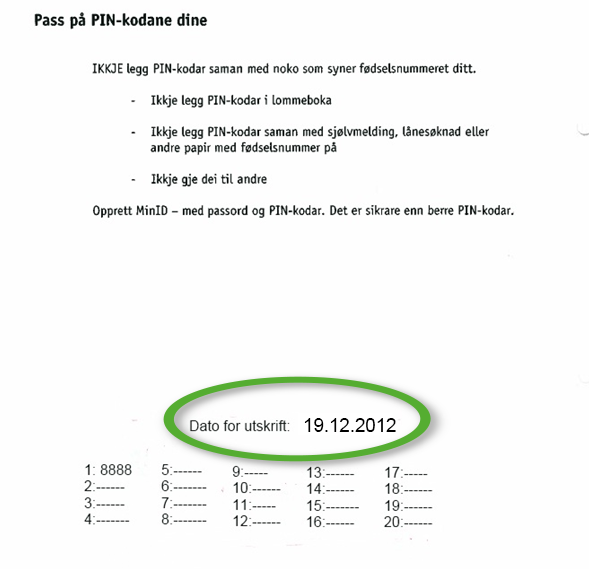 Pass på PIN-kodane dine
IKKJE legg PIN-kodar saman med noko som syner fødselsnummeret ditt.
- Ikkje legg PIN-kodar i lommeboka
- Ikkje legg PIN-kodar saman med sjølvmelding, lånesøknad eller
andre papir med fødselsnummer på
- Ikkje gje dei til andre
Opprett MinID – med passord og PIN-kodar. Det er sikrare enn berre PIN-kodar.
Dato for utskrift: 19.12.2012
1: 8888 5:------ 9:----- 13:------ 17:-----
2:------ 6:------- 10:------ 14:------ 18:------
3:------ 7:------- 11:----- 15:------- 19:------
4:------- 8:------- 12:------ 16:------ 20:------